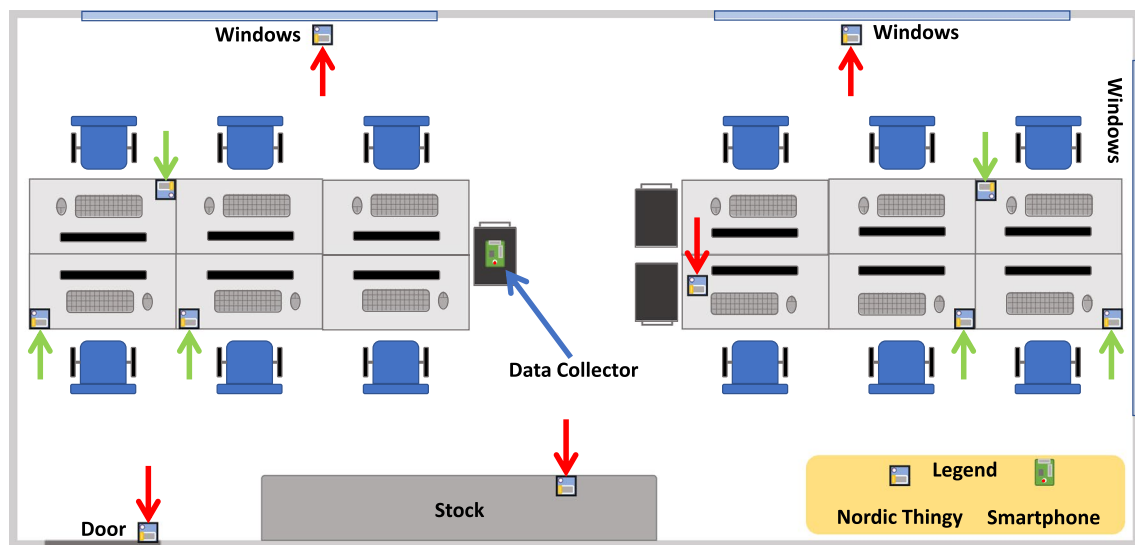 Windows
Windows
Windows
Data Collector
Stock
Door
Legend
Nordic Thingy
Smartphone